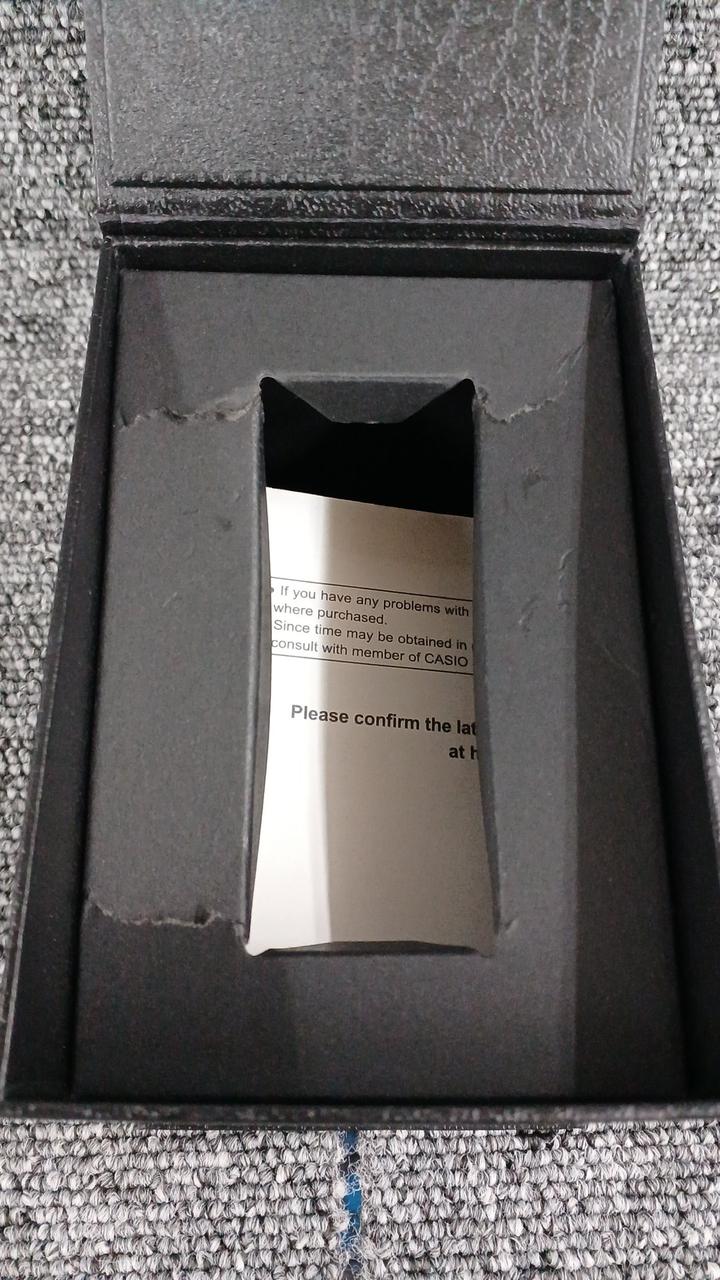 • If you have any problems with
where purchased.
Since time may be obtained in
consult with member of CASIO
Please confirm the
at